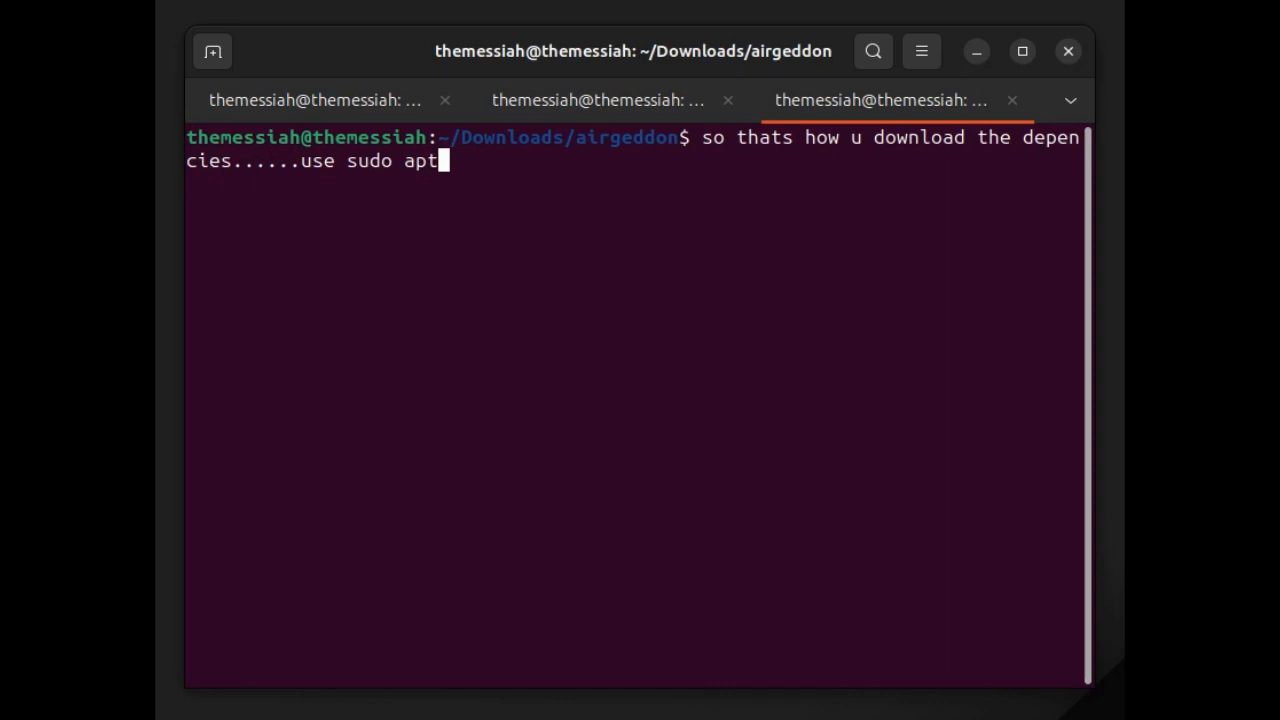 themessiah@themessiah: ~/Downloads/airgeddon
themessiah@themessiah: ... themessiah@themessiah: ... themessiah@themessiah: ...
themessiah@themessiah:~/Downloads/airgeddon$ so thats how u download the depen
cies......use sudo apt